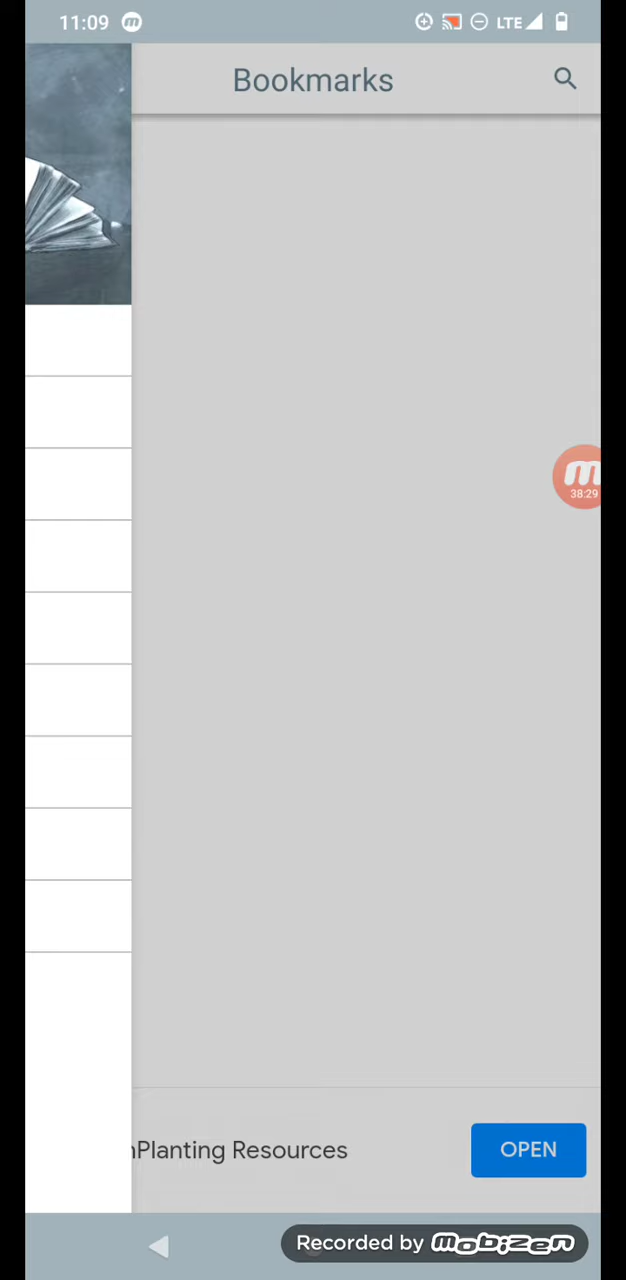 11:09
LTE
Bookmarks
38:29
Planting Resources
OPEN
Recorded by mobizen